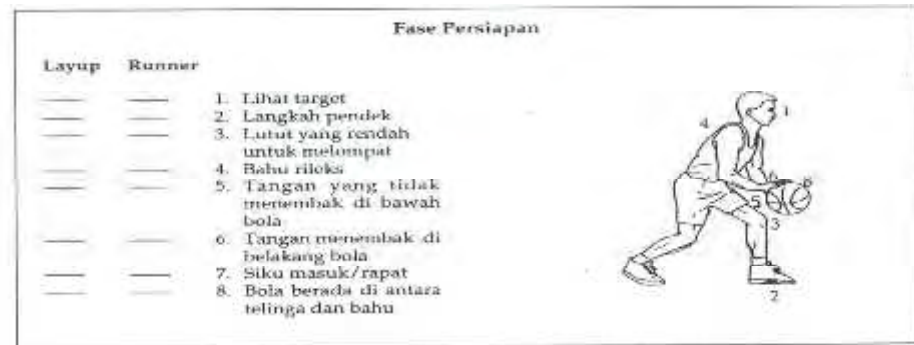 Fase Persiapan
Layup Runner
1. Lihat target
2. Langkah pendek
3. Lutut yang rendah
untuk melompat
4. Bahu rileks
5. Tangan yang tidak
menembak di bawah
bola
6. Tangan menembak di
belakang bola
7. Siku masuk/rapat
8. Bola berada di antara
telinga dan bahu
1
4
6
8
5
3
2